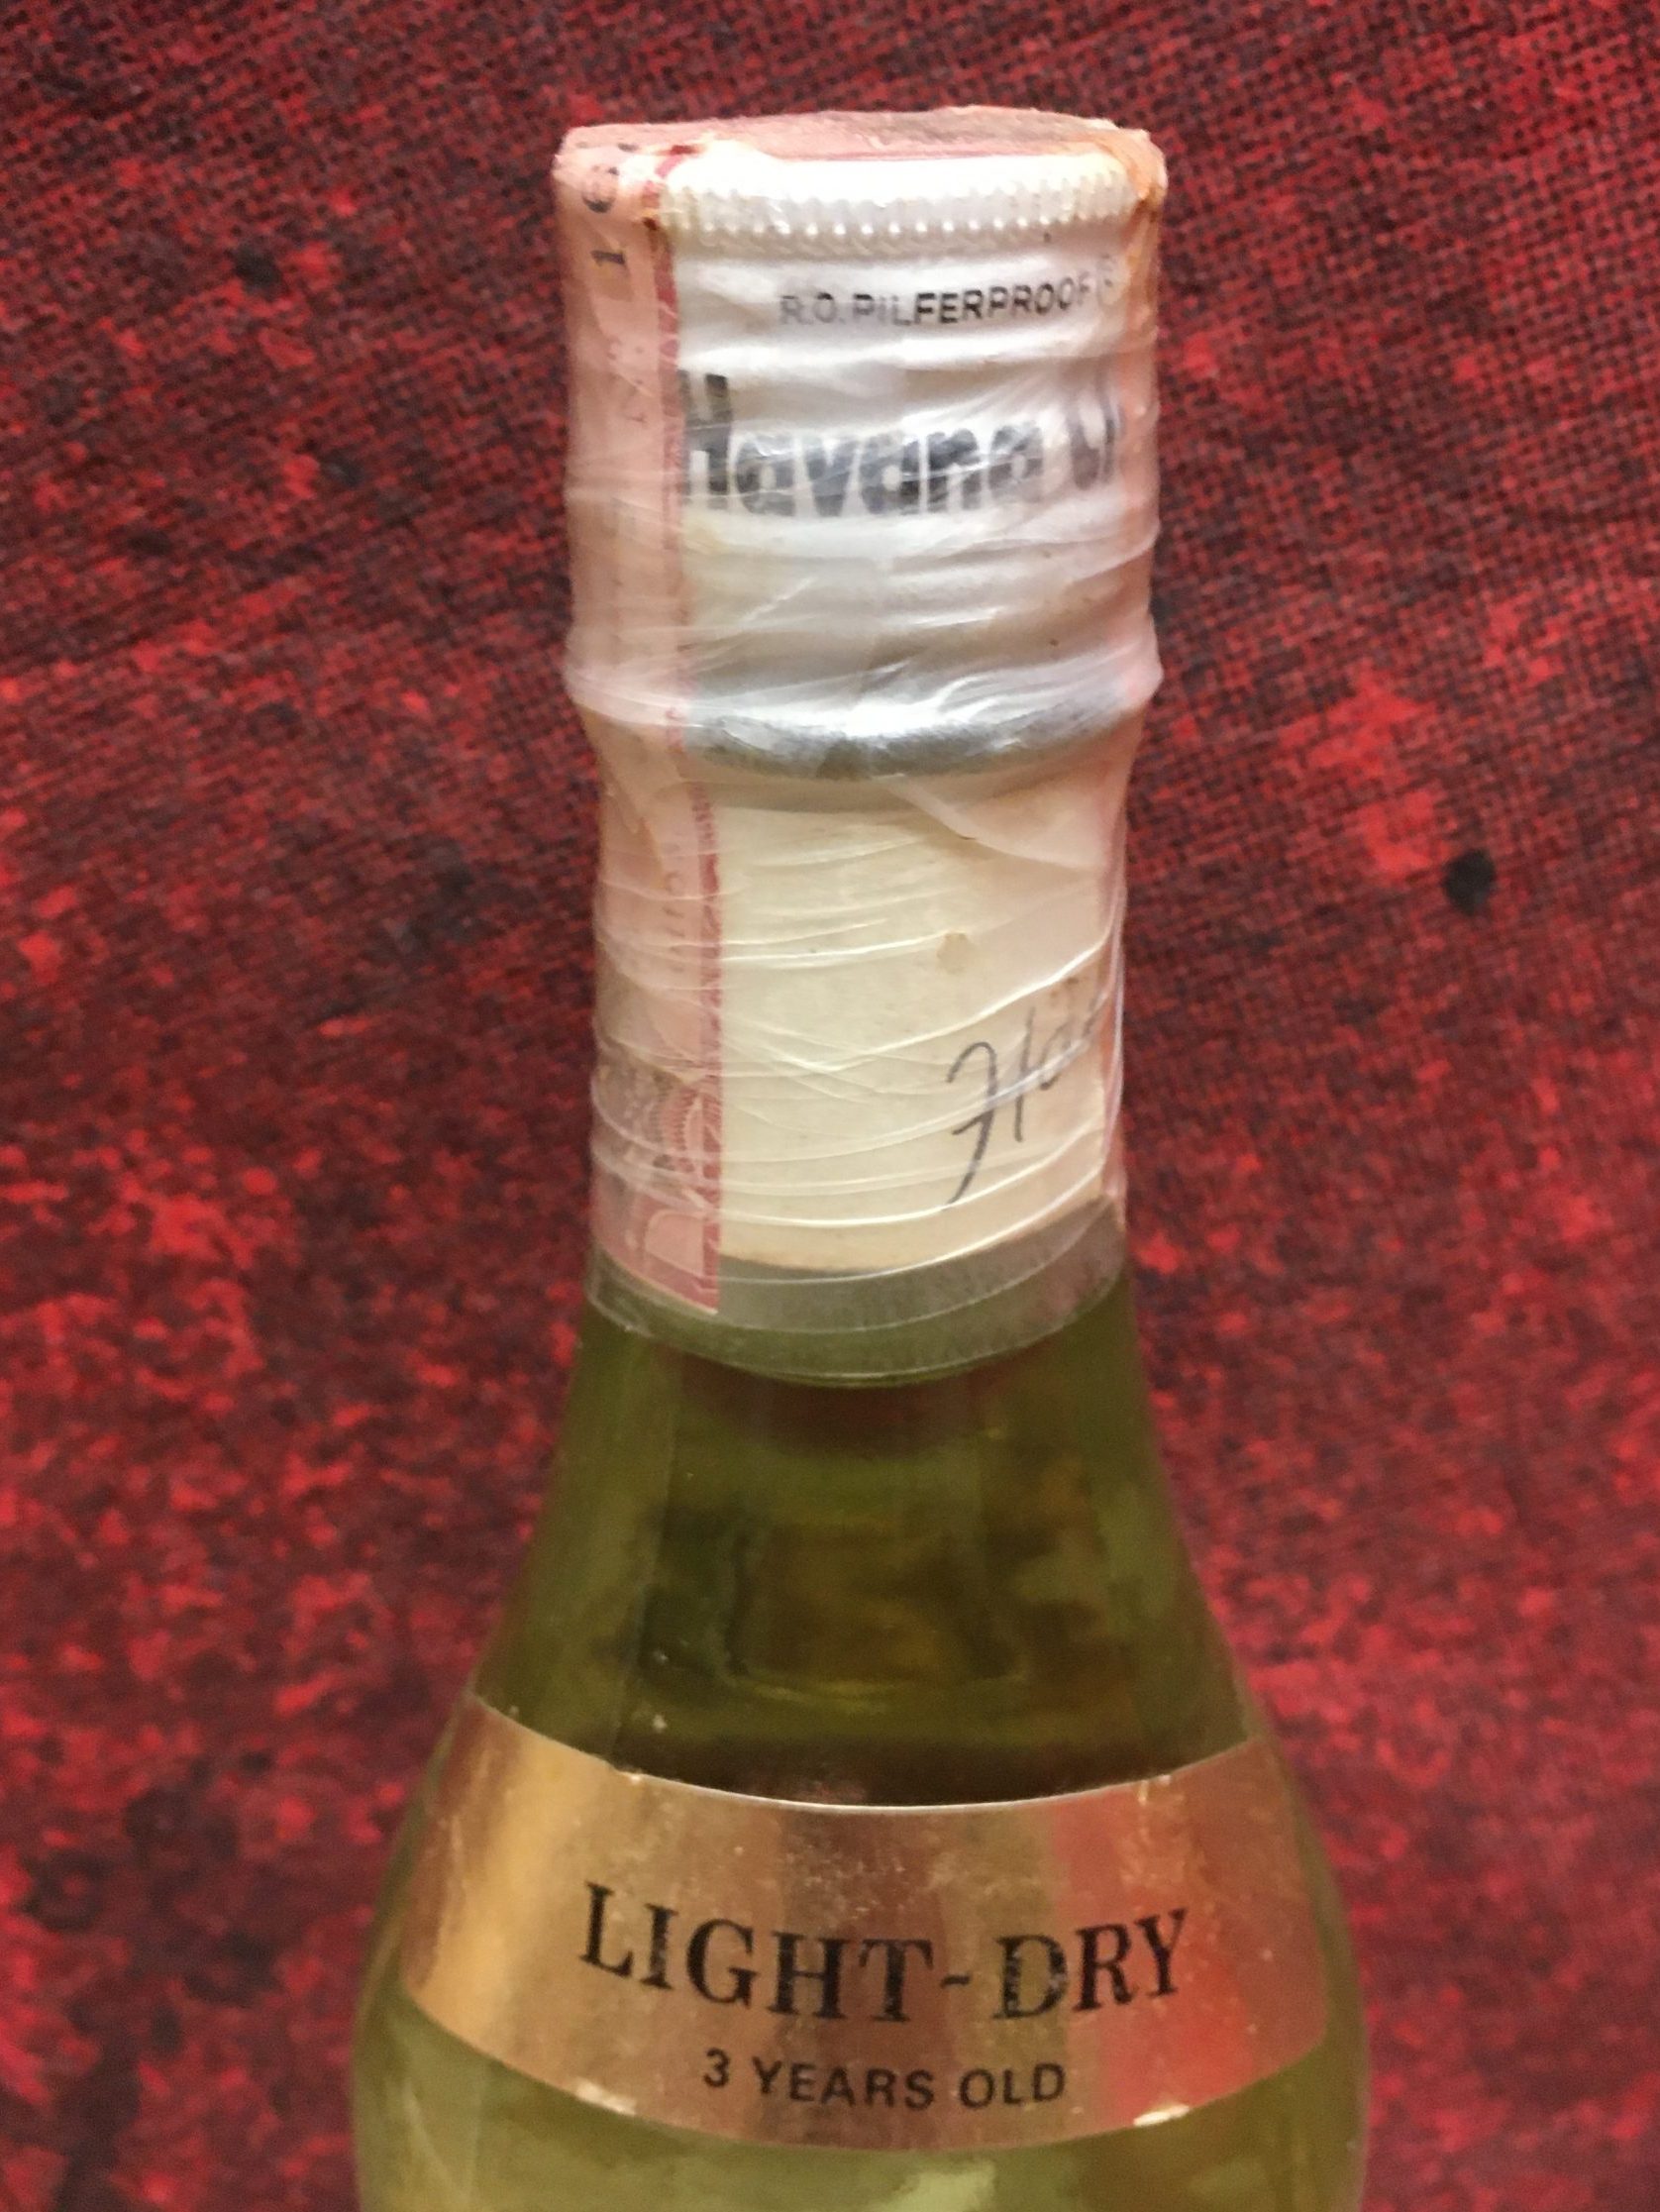 R.O. PILFERPROOF
Havana
LIGHT-DRY
3 YEARS OLD